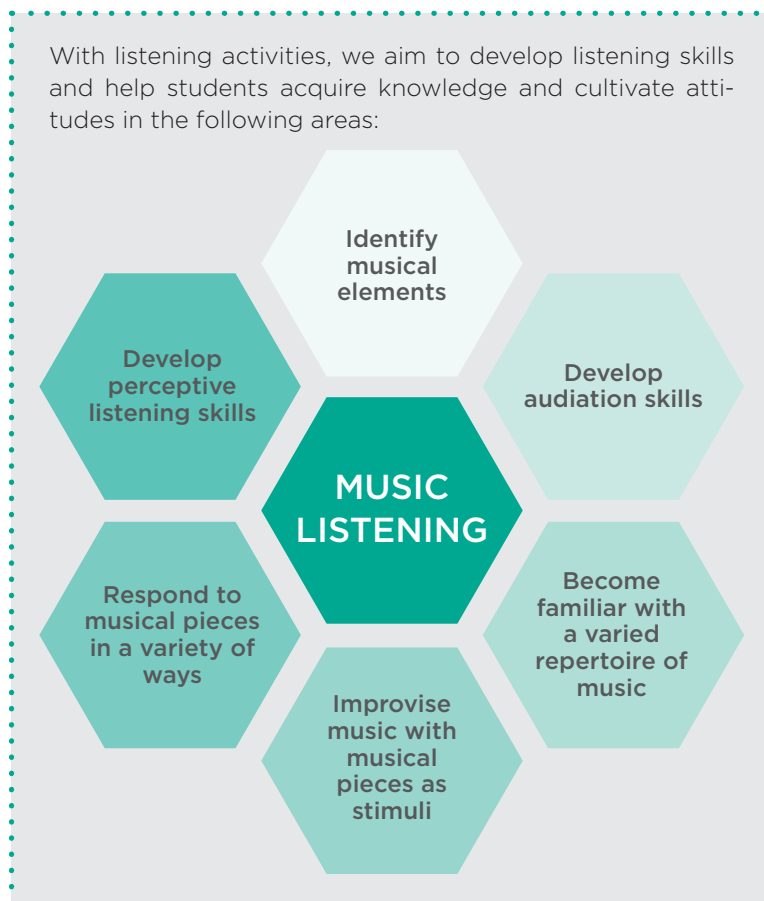 With listening activities, we aim to develop listening skills
and help students acquire knowledge and cultivate atti-
tudes in the following areas:
Identify
musical
elements
Develop
audiation skills
Become
familiar with
a varied
repertoire of
music
Improvise
music with
musical
pieces as
stimuli
Respond to
musical pieces
in a variety of
ways
Develop
perceptive
listening skills
MUSIC
LISTENING